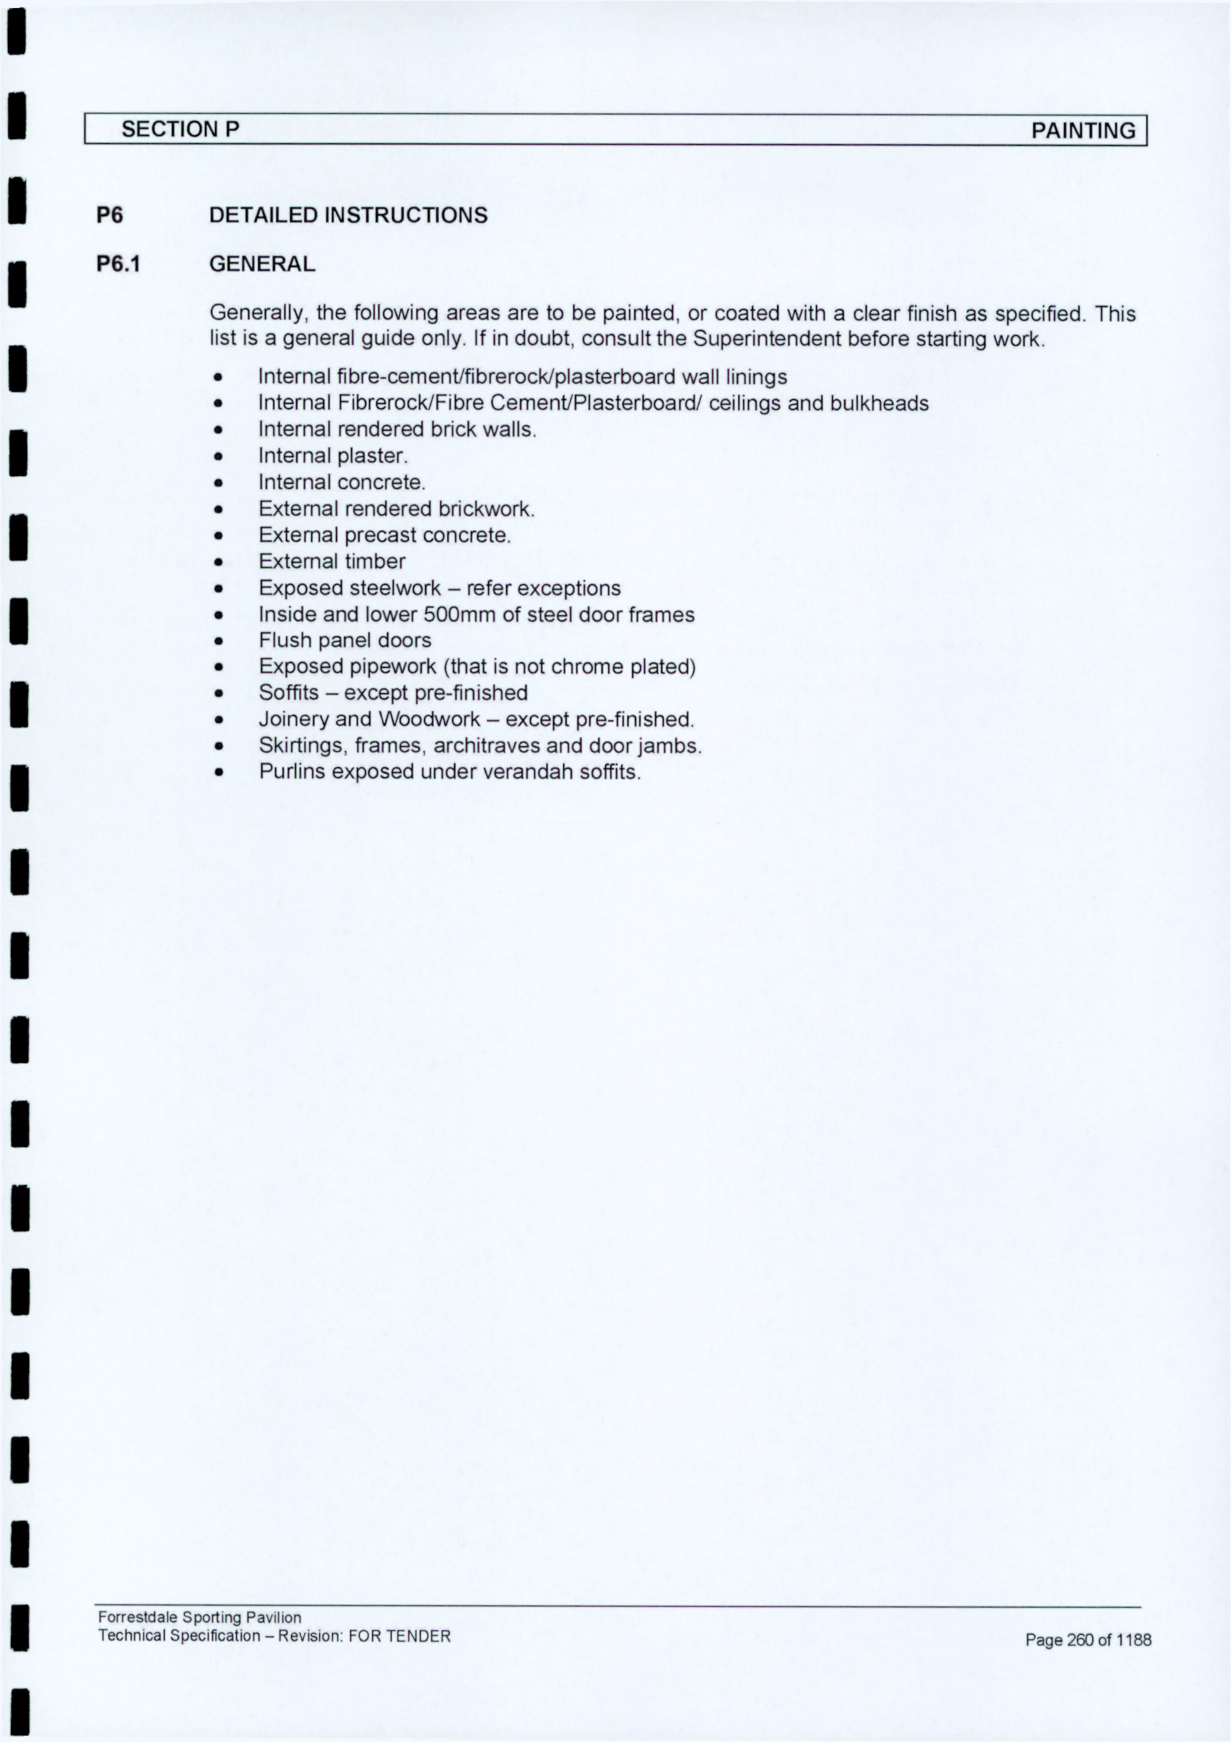 SECTION P PAINTING
P6 DETAILED INSTRUCTIONS
P6.1 GENERAL
Generally, the following areas are to be painted, or coated with a clear finish as specified. This
list is a general guide only. If in doubt, consult the Superintendent before starting work.
• Internal fibre-cement/fibrerock/plasterboard wall linings
• Internal Fibrerock/Fibre Cement/Plasterboard/ ceilings and bulkheads
• Internal rendered brick walls.
• Internal plaster.
• Internal concrete.
• External rendered brickwork.
• External precast concrete.
• External timber
• Exposed steelwork – refer exceptions
• Inside and lower 500mm of steel door frames
• Flush panel doors
• Exposed pipework (that is not chrome plated)
• Soffits – except pre-finished
• Joinery and Woodwork – except pre-finished.
• Skirtings, frames, architraves and door jambs.
• Purlins exposed under verandah soffits.
Forrestdale Sporting Pavilion
Technical Specification – Revision: FOR TENDER
Page 260 of 1188